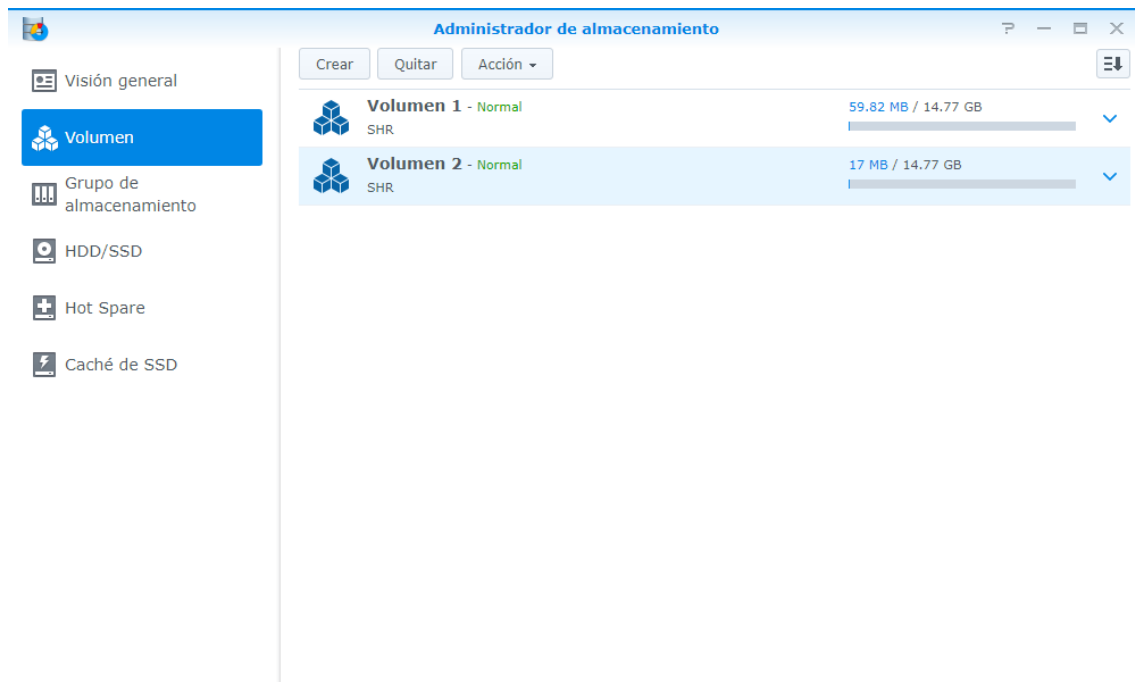 Administrador de almacenamiento
Visión general
Volumen
Grupo de
almacenamiento
HDD/SSD
Hot Spare
Caché de SSD
Crear Quitar Acción
Volumen 1 - Normal 59.82 MB / 14.77 GB
SHR
Volumen 2 - Normal 17 MB / 14.77 GB
SHR